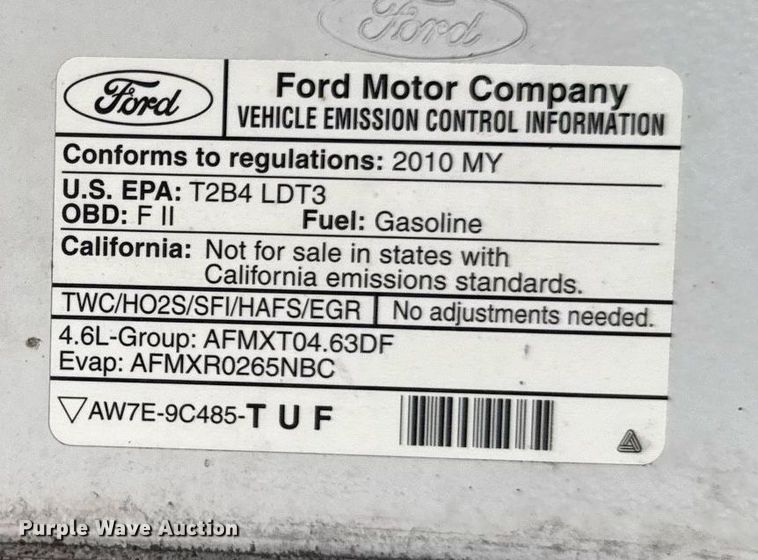 Ford
Ford
Ford Motor Company
VEHICLE EMISSION CONTROL INFORMATION
Conforms to regulations: 2010 MY
U.S. EPA: T2B4 LDT3
OBD: F II Fuel: Gasoline
California: Not for sale in states with
California emissions standards.
TWC/HO2S/SFI/HAFS/EGR No adjustments needed.
4.6L-Group: AFMXT04.63DF
Evap: AFMXR0265NBC
AW7E-9C485-T U F
Purple Wave Auction